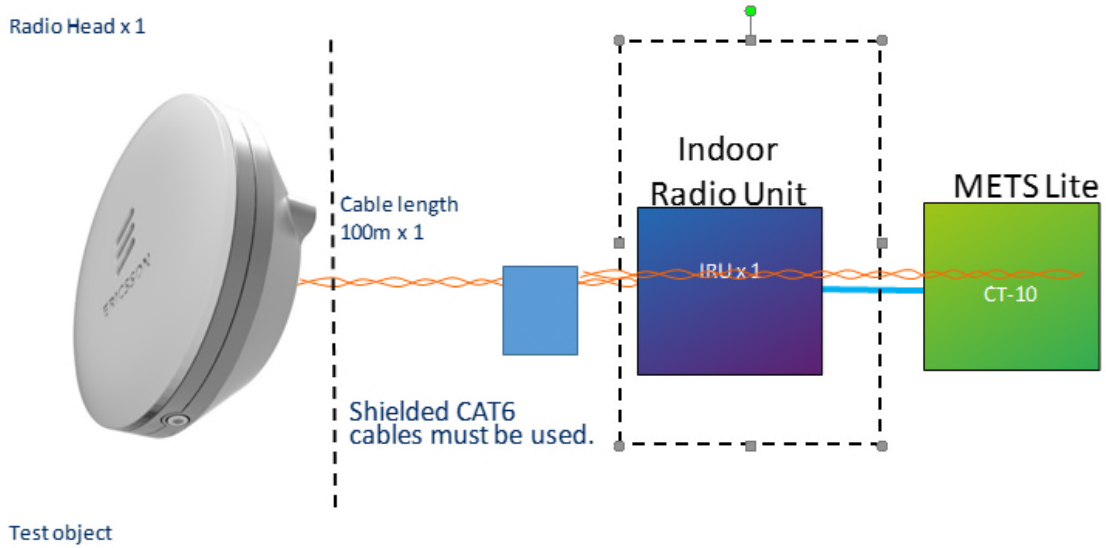 Radio Head x 1
Indoor
Radio Unit
METS Lite
Cable length
100m x 1
ERICSSON
IRU x 1
CT-10
Shielded CAT6
cables must be used.
Test object